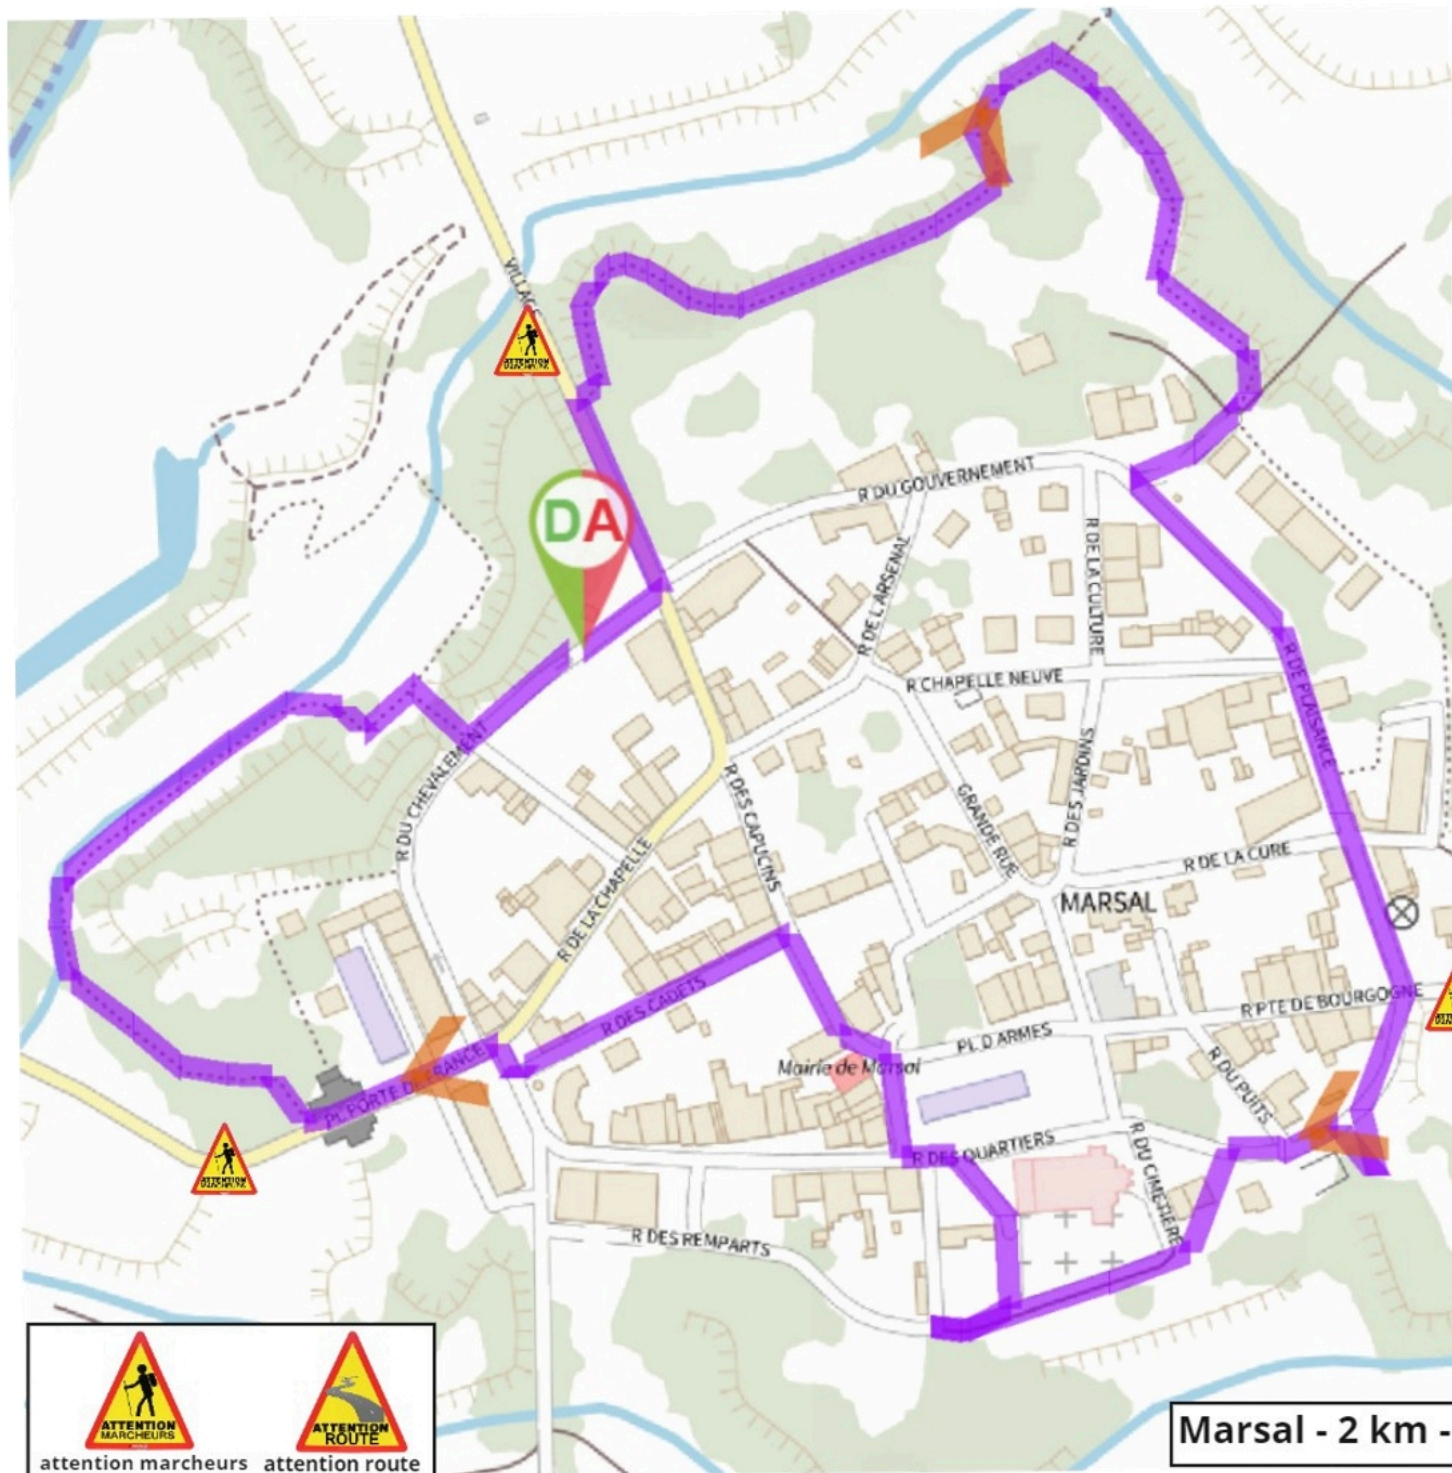 VILLAGE
DA
R DU GOUVERNEMENT
R DE L ARSENAL
R DE LA CULTURE
R CHAPELLE NEUVE
R DE PLAISANCE
R DU CHEVALEMENT
R DES CAPUCINS
GRANDE RUE
R DES JARDINS
R DE LA CHAPELLE
R DE LA CURE
MARSAL
R DES CADETS
R PTE DE BOURGOGNE
PL D ARMES
Mairie de Marsal
PL PORTE DE FRANCE
R DU PUITS
R DES QUARTIERS
R DU CIMETIERE
R DES REMPARTS
ATTENTION
MARCHEURS
attention marcheurs
ATTENTION
ROUTE
attention route
Marsal - 2 km -